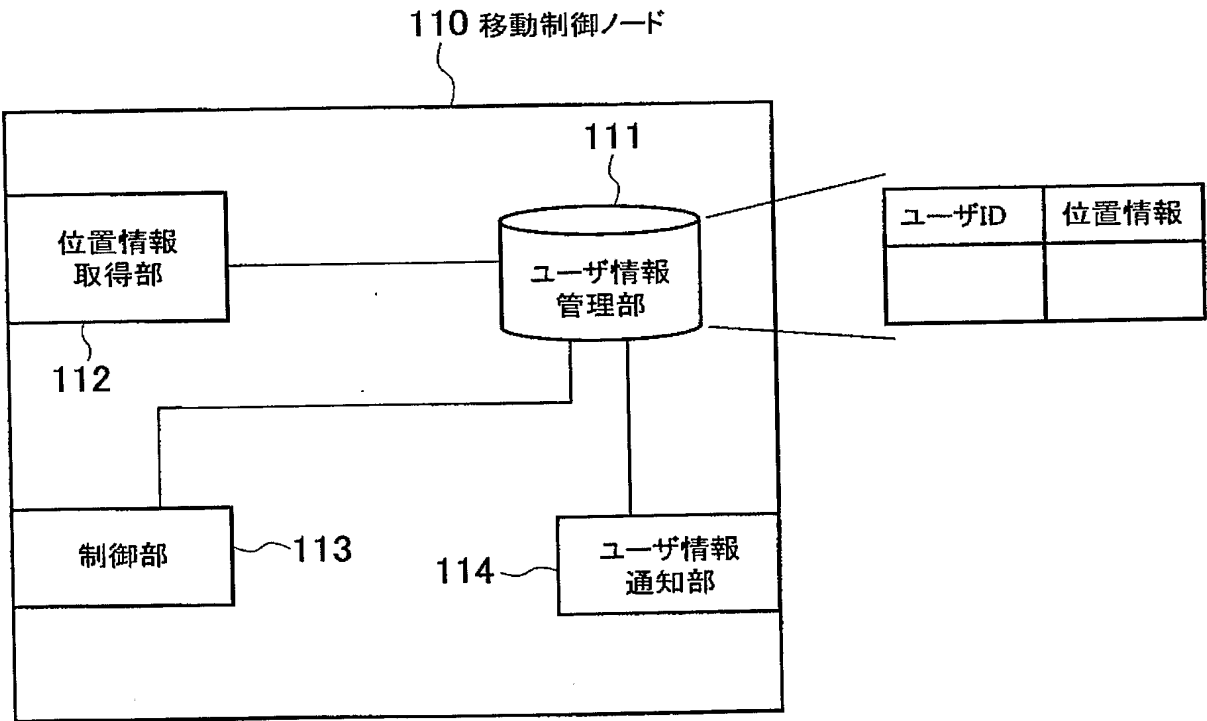 110 移動制御ノード
111
ユーザID
位置情報
位置情報
取得部
ユーザ情報
管理部
112
制御部
113
114
ユーザ情報
通知部